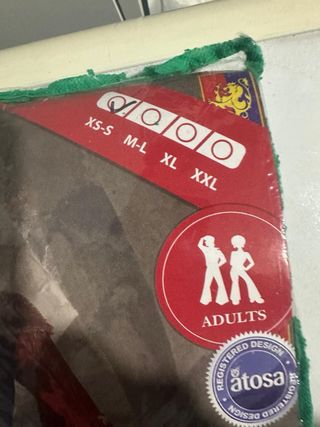 XS-S M-L XL XXL
ADULTS
REGISTERED DESIGN
atosa
REGISTERED DESIGN